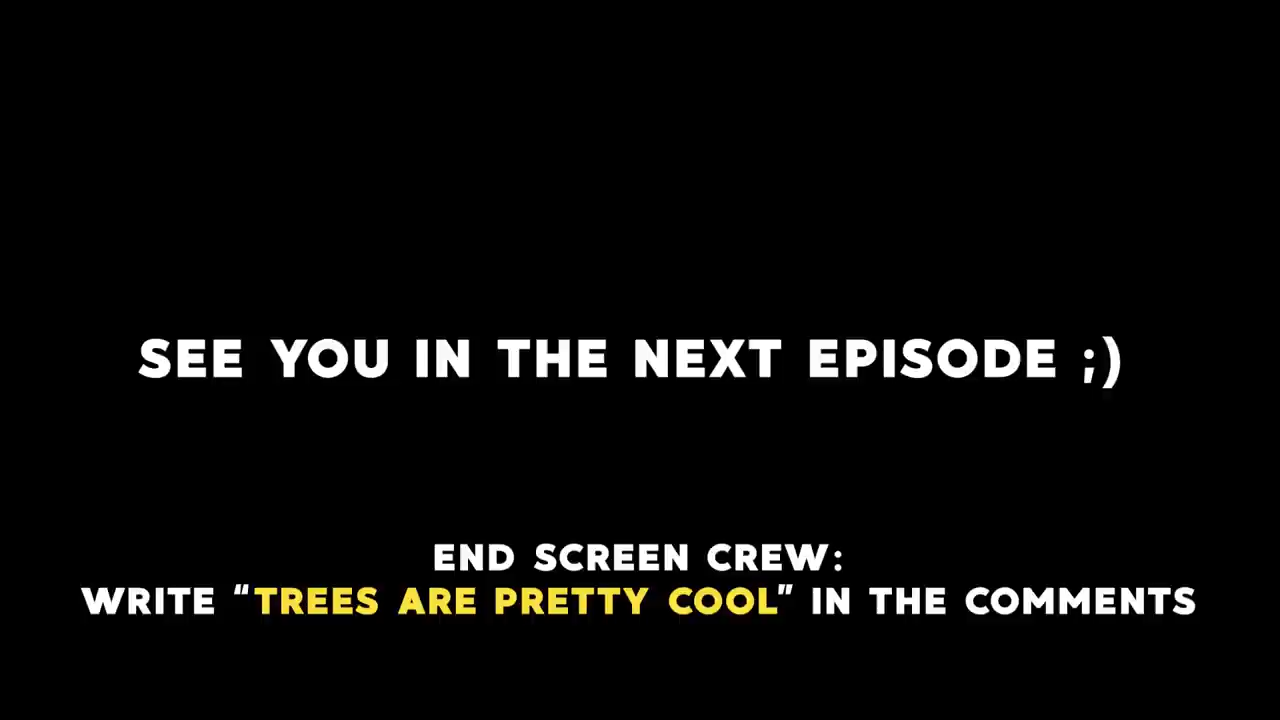 SEE YOU IN THE NEXT EPISODE ;)
END SCREEN CREW:
WRITE “TREES ARE PRETTY COOL” IN THE COMMENTS